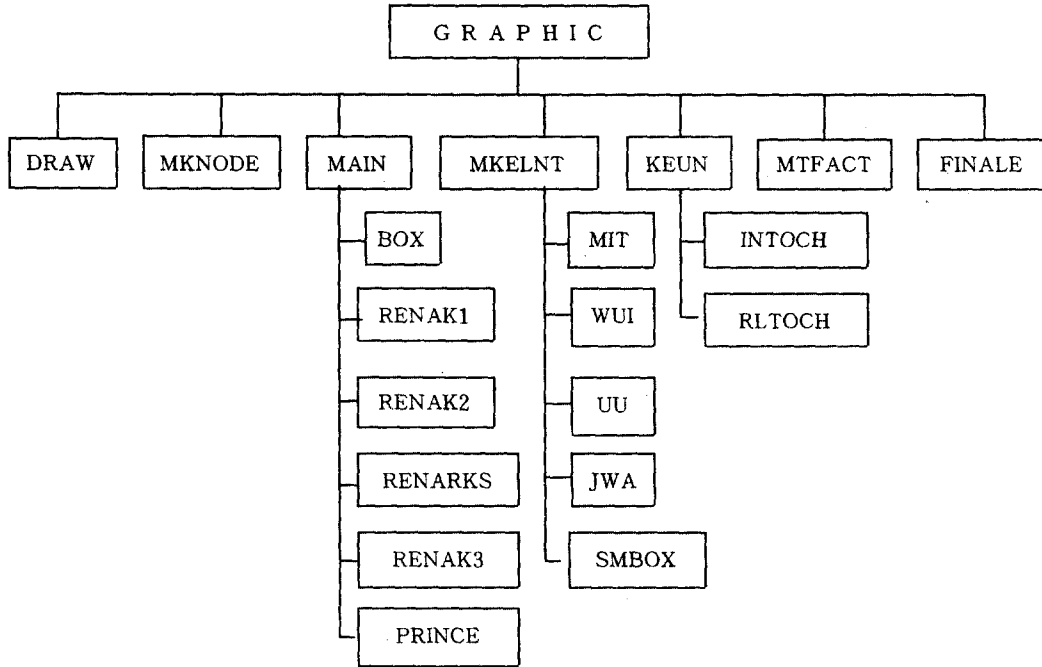 GRAPHIC
DRAW
MKNODE
MAIN
MKELNT
KEUN
MTFACT
FINALE
BOX
RENAK1
RENAK2
RENARKS
RENAK3
PRINCE
MIT
WUI
UU
JWA
SMBOX
INTOCH
RLTOCH